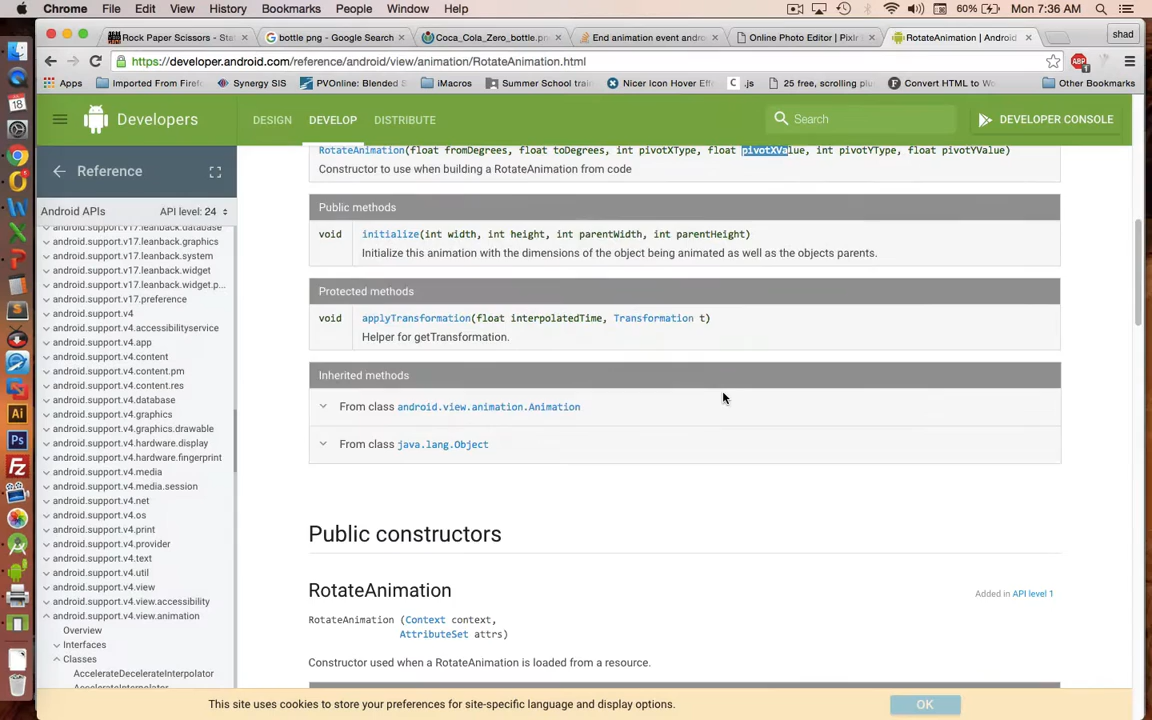 Chrome File Edit View History Bookmarks People Window Help 60% Mon 7:36 AM
Rock Paper Scissors - Sta
bottle png - Google Search
Coca_Cola_Zero_bottle.pn
End animation event andro
Online Photo Editor | Pixlr
RotateAnimation | Android
shad
https://developer.android.com/reference/android/view/animation/RotateAnimation.html
Apps Imported From Firef Synergy SIS PVOnline: Blended iMacros Summer School train Nicer Icon Hover Eff .js 25 free, scrolling plu Convert HTML to Wo Other Bookmarks
Developers DESIGN DEVELOP DISTRIBUTE Search DEVELOPER CONSOLE
Reference
Android APIs API level: 24
android.support.v17.leanback.database
android.support.v17.leanback.graphics
android.support.v17.leanback.system
android.support.v17.leanback.widget
android.support.v17.leanback.widget.p...
android.support.v17.preference
android.support.v4
android.support.v4.accessibilityservice
android.support.v4.app
android.support.v4.content
android.support.v4.content.pm
android.support.v4.content.res
android.support.v4.database
android.support.v4.graphics
android.support.v4.graphics.drawable
android.support.v4.hardware.display
android.support.v4.hardware.fingerprint
android.support.v4.media
android.support.v4.media.session
android.support.v4.net
android.support.v4.os
android.support.v4.print
android.support.v4.provider
android.support.v4.text
android.support.v4.util
android.support.v4.view
android.support.v4.view.accessibility
android.support.v4.view.animation
Overview
Interfaces
Classes
AccelerateDecelerateInterpolator
AccelerateInterpolator
RotateAnimation(float fromDegrees, float toDegrees, int pivotXType, float pivotXValue, int pivotYType, float pivotYValue)
Constructor to use when building a RotateAnimation from code
Public methods
void initialize(int width, int height, int parentWidth, int parentHeight)
Initialize this animation with the dimensions of the object being animated as well as the objects parents.
Protected methods
void applyTransformation(float interpolatedTime, Transformation t)
Helper for getTransformation.
Inherited methods
From class android.view.animation.Animation
From class java.lang.Object
Public constructors
RotateAnimation
Added in API level 1
RotateAnimation (Context context,
AttributeSet attrs)
Constructor used when a RotateAnimation is loaded from a resource.
This site uses cookies to store your preferences for site-specific language and display options. OK